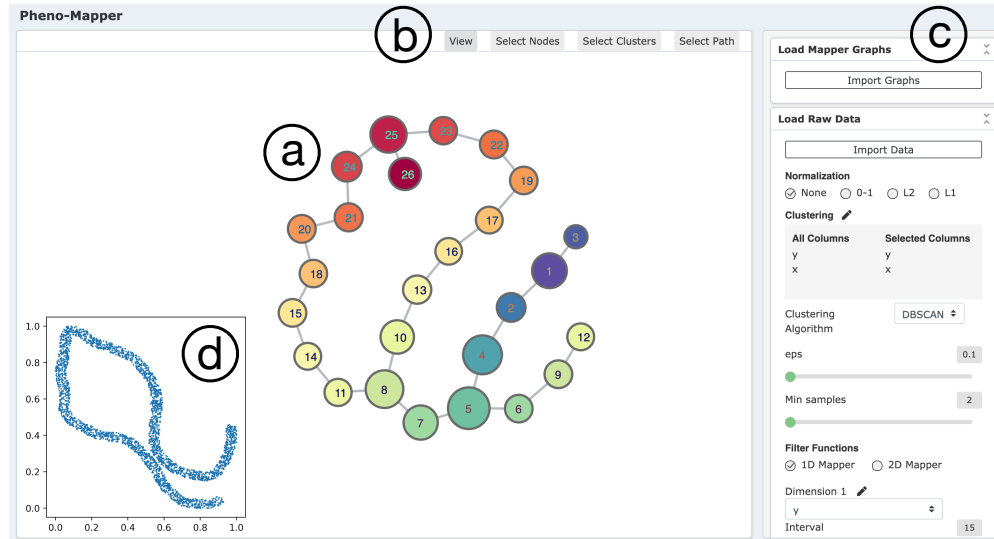 Pheno-Mapper
b
c
View Select Nodes Select Clusters Select Path
Load Mapper Graphs
Import Graphs
Load Raw Data
Import Data
Normalization
None 0-1 L2 L1
Clustering
All Columns Selected Columns
y y
x x
Clustering Algorithm DBSCAN
eps 0.1
Min samples 2
Filter Functions
1D Mapper 2D Mapper
Dimension 1
y
Interval 15
a
25 23 22
24 26 19
20 21 17
3
16
18 1
13
15 2
10 12
14 4
9
11 8
7 5 6
d
1.0
0.8
0.6
0.4
0.2
0.0
0.0 0.2 0.4 0.6 0.8 1.0